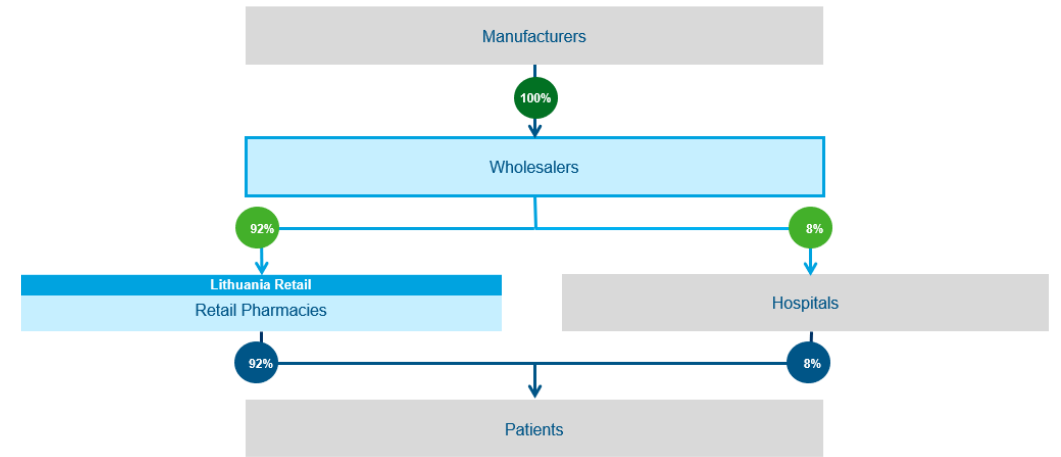 Manufacturers
100%
Wholesalers
92%
8%
Lithuania Retail
Retail Pharmacies
Hospitals
92%
8%
Patients